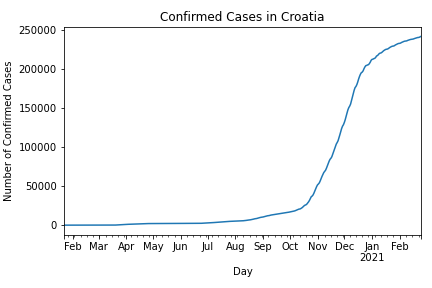 Confirmed Cases in Croatia
250000
200000
150000
100000
50000
0
Number of Confirmed Cases
Feb Mar Apr May Jun Jul Aug Sep Oct Nov Dec Jan Feb
2021
Day